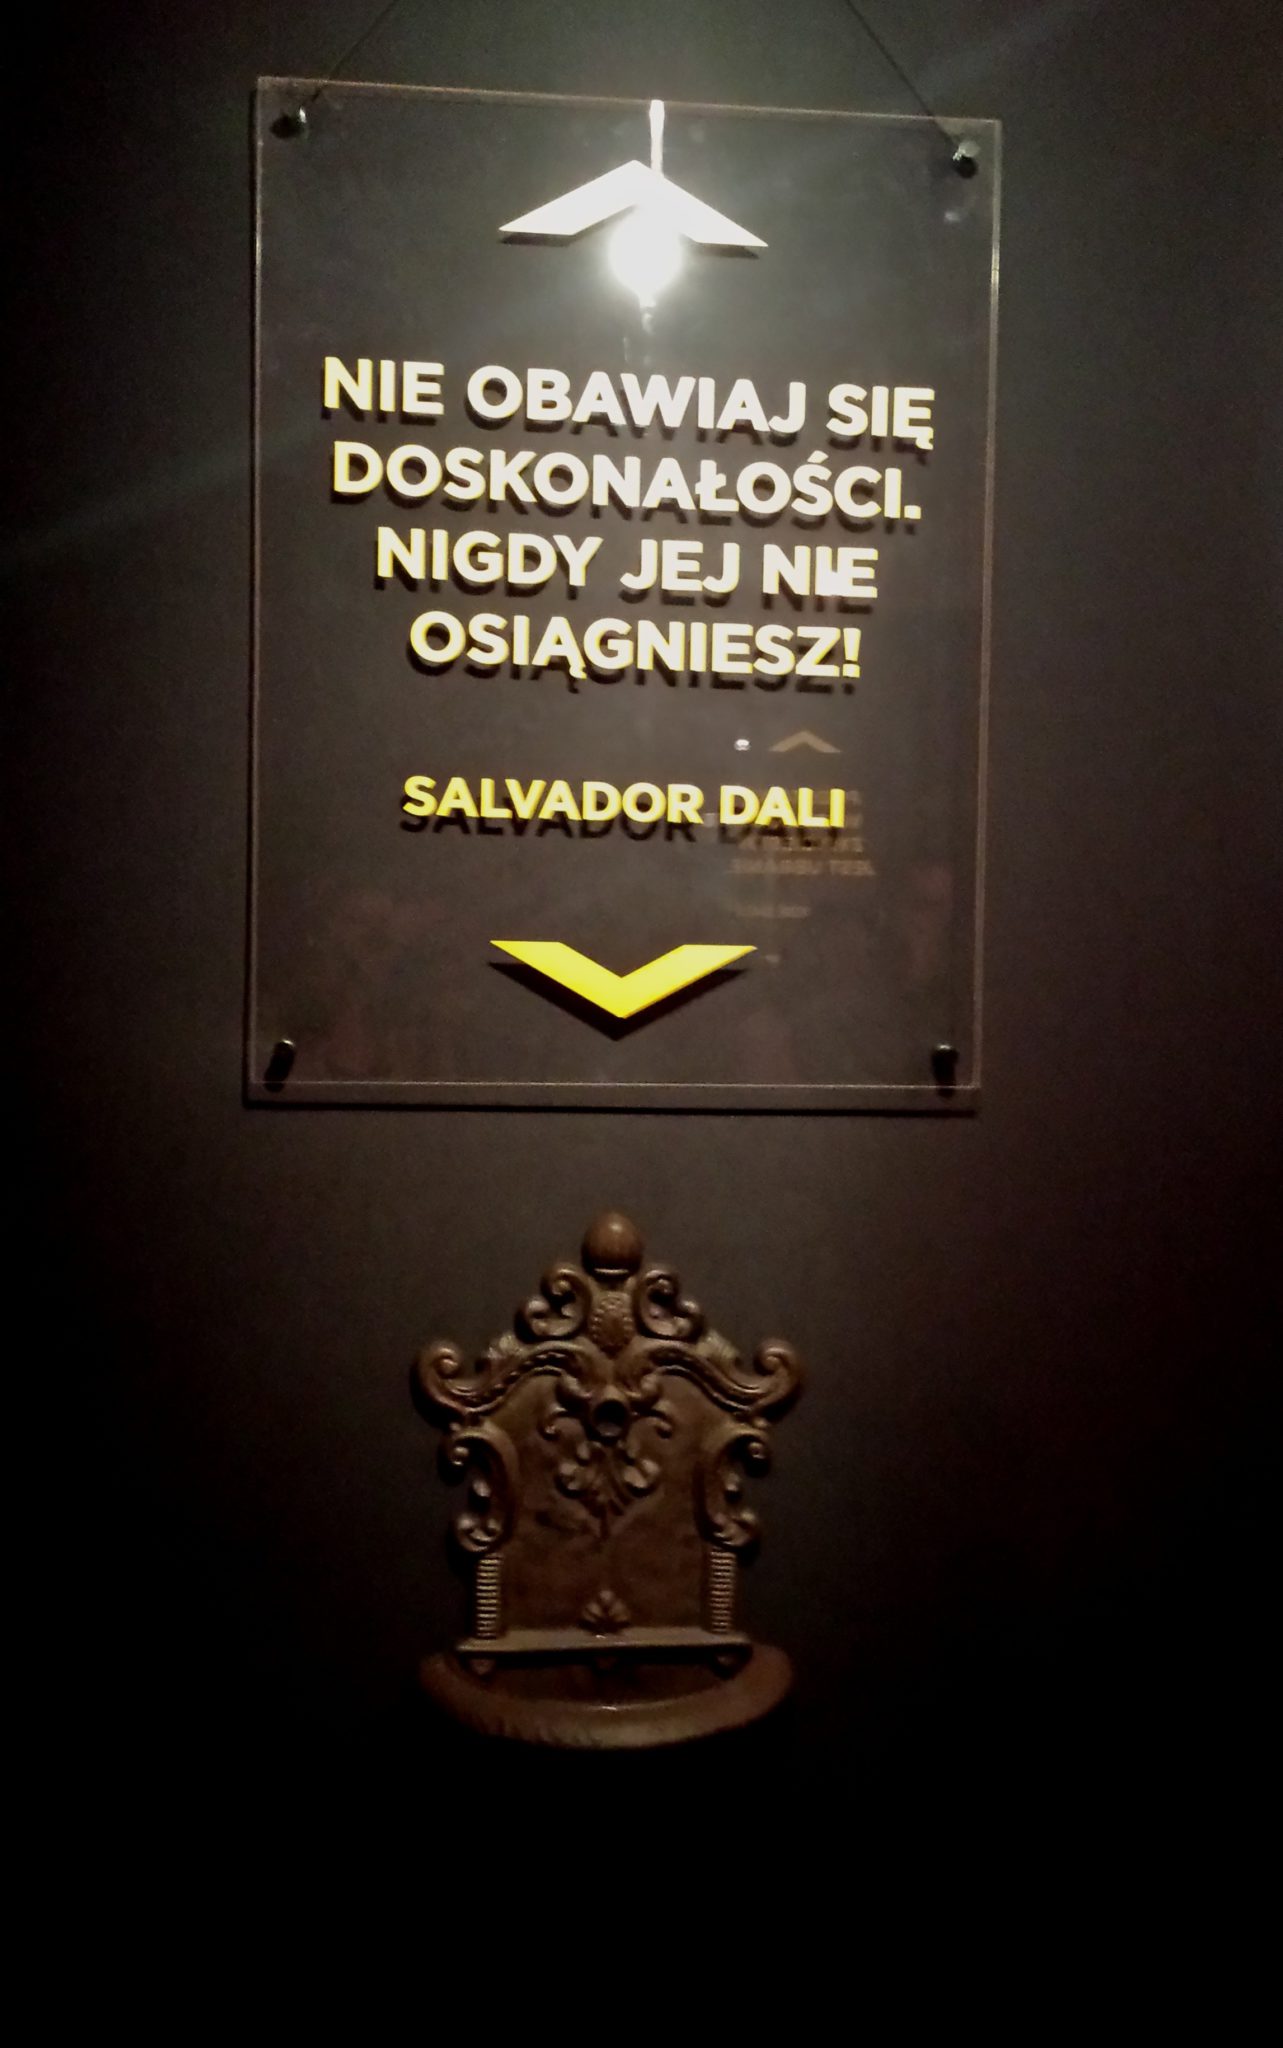 NIE OBAWIAJ SIĘ
DOSKONAŁOŚCI.
NIGDY JEJ NIE
OSIĄGNIESZ!
SALVADOR DALI